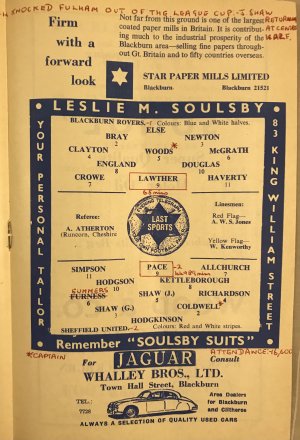 KNOCKED FULHAM OUT OF THE LEAGUE CUP - J SHAW
Firm
with a
forward
look
Not far from this ground is one of the largest
coated paper mills in Britain. It is contribut-
ing much to the industrial prosperity of the
Blackburn area—selling fine papers through-
out Gt. Britain and to fifty countries overseas.
RETURN
AT CENTRE
STAR PAPER MILLS LIMITED
Blackburn Blackburn 21521
LESLIE M. SOULSBY
YOUR PERSONAL TAILOR
83 KING WILLIAM STREET
BLACKBURN ROVERS. Colours: Blue and White halves.
ELSE
BRAY NEWTON
2 3
CLAYTON WOODS* McGRATH
4 5 6
ENGLAND DOUGLAS
8 10
CROWE LAWTHER HAVERTY
7 9 11
Referee:
A. ATHERTON
(Runcorn, Cheshire)
LAST
SPORTS
Linesmen:
Red Flag—
A. W. S. Jones
Yellow Flag—
W. Kenworthy
SIMPSON PACE -2 ALLCHURCH
11 9 7
HODGSON KETTLEBOROUGH
10 8
SUMMERS
FURNESS SHAW (J.) RICHARDSON
6 5 4
SHAW (G.) COLDWELL*
3 2
HODGKINSON
SHEFFIELD UNITED-2 Colours: Red and White stripes.
Remember "SOULSBY SUITS"
*CAPTAIN
ATTENDANCE:
For JAGUAR Consult
WHALLEY BROS., LTD.
Town Hall Street, Blackburn
TEL.:
7728
Area Dealers
for Blackburn
and Clitheroe
ALWAYS A SELECTION OF QUALITY USED CARS